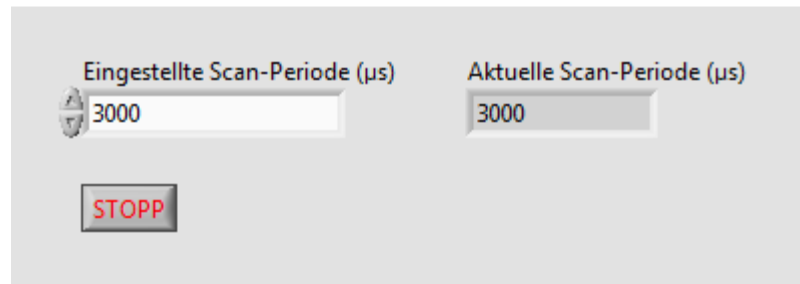 Eingestellte Scan-Periode (µs)
Aktuelle Scan-Periode (µs)
3000
3000
STOPP